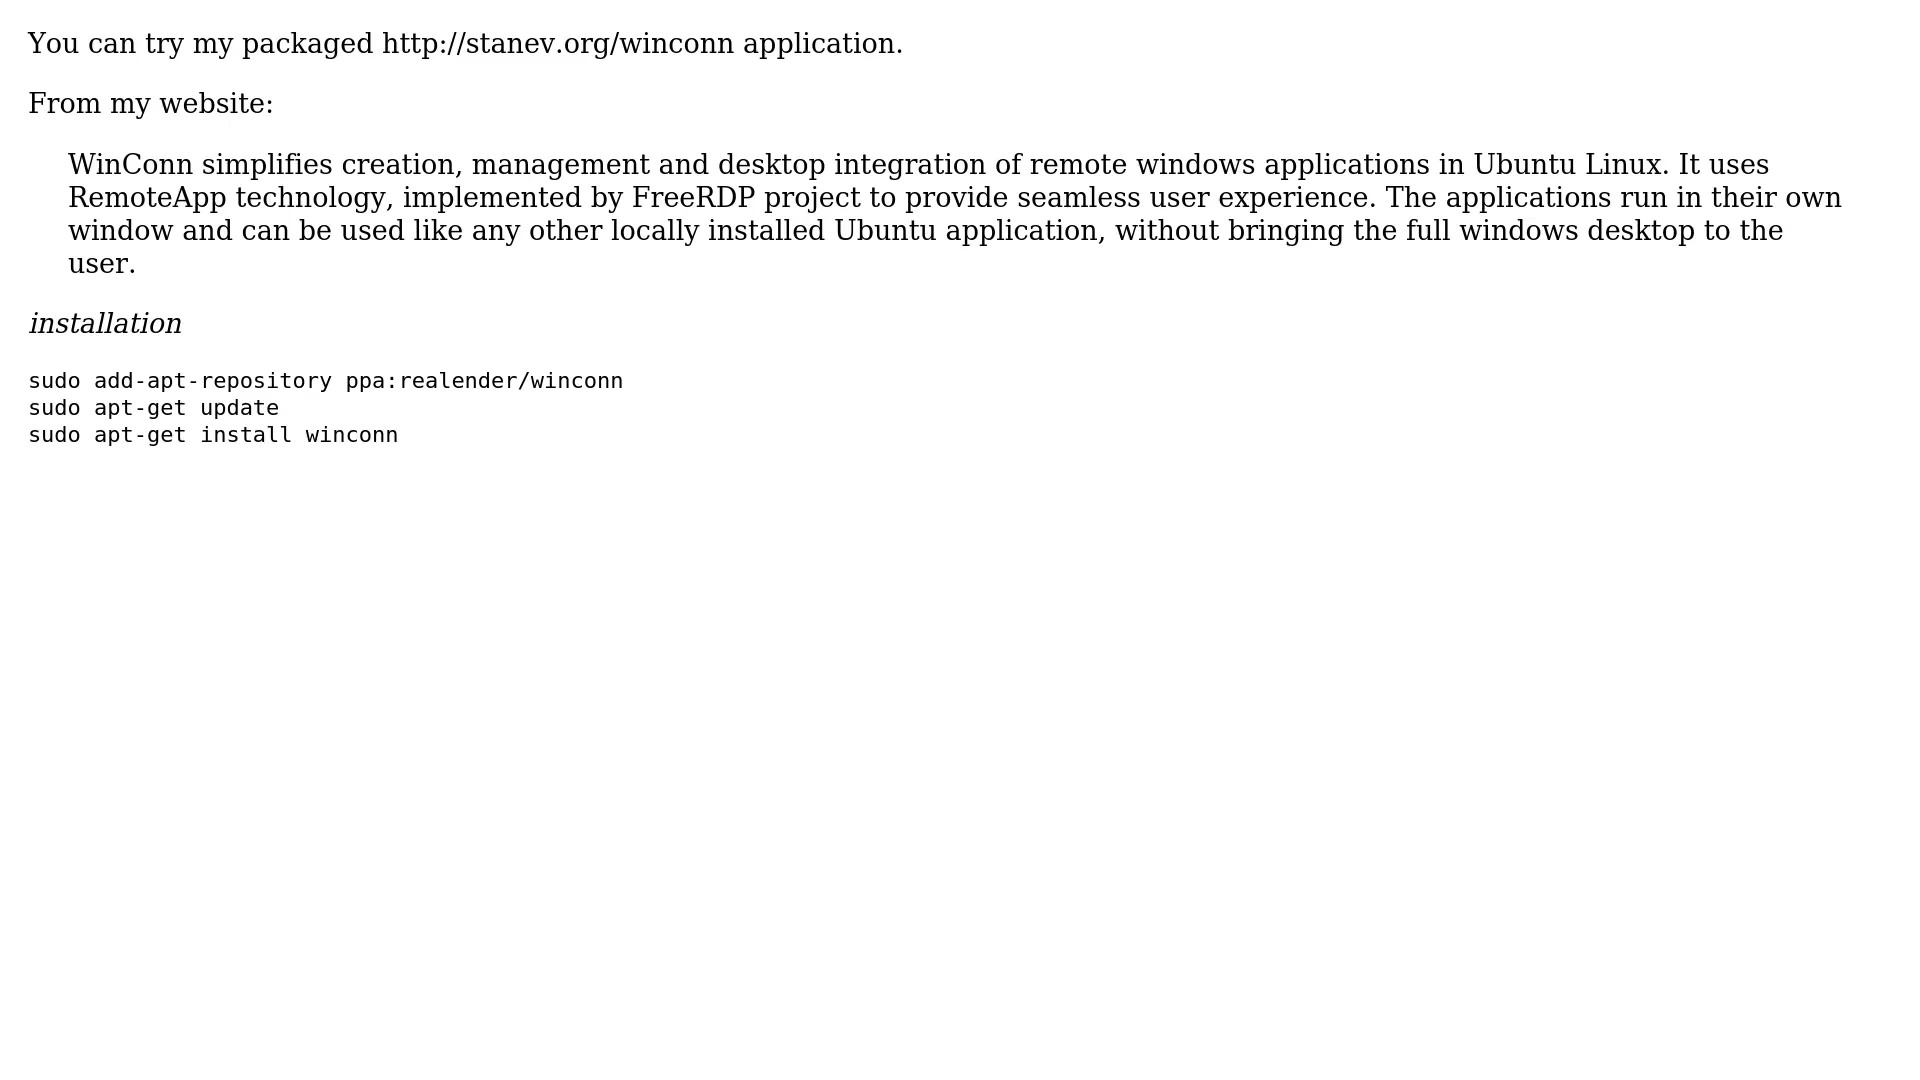 You can try my packaged http://stanev.org/winconn application.
From my website:
WinConn simplifies creation, management and desktop integration of remote windows applications in Ubuntu Linux. It uses
RemoteApp technology, implemented by FreeRDP project to provide seamless user experience. The applications run in their own
window and can be used like any other locally installed Ubuntu application, without bringing the full windows desktop to the
user.
installation
sudo add-apt-repository ppa:realender/winconn
sudo apt-get update
sudo apt-get install winconn